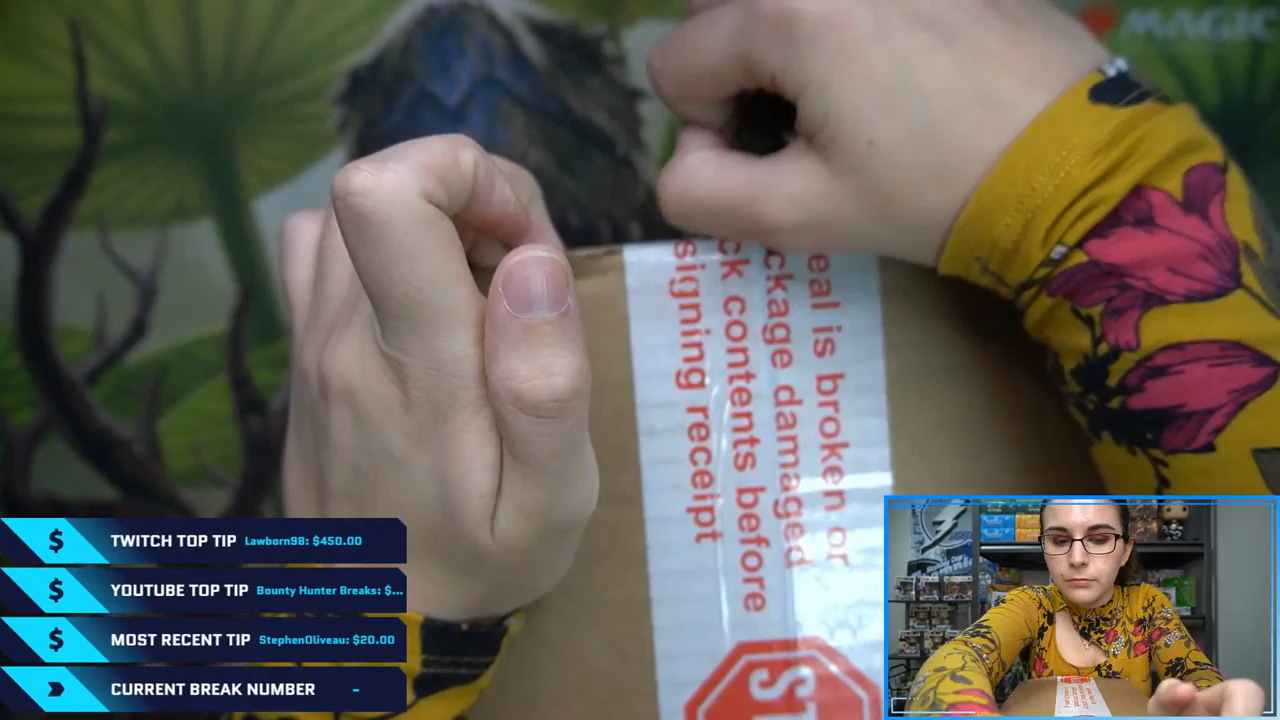 MAGIC
eal is broken or
ckage damaged
ck contents before
signing receipt
ST
TWITCH TOP TIP Lawborn98: $450.00
YOUTUBE TOP TIP Bounty Hunter Breaks: $...
MOST RECENT TIP StephenOliveau: $20.00
CURRENT BREAK NUMBER -